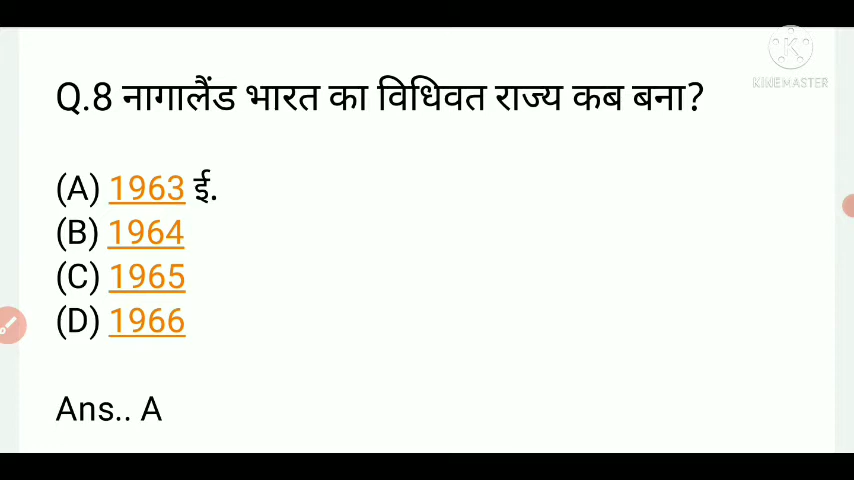 Q.8 नागालैंड भारत का विधिवत राज्य कब बना?
KINEMASTER
(A) 1963 ई.
(B) 1964
(C) 1965
(D) 1966
Ans.. A